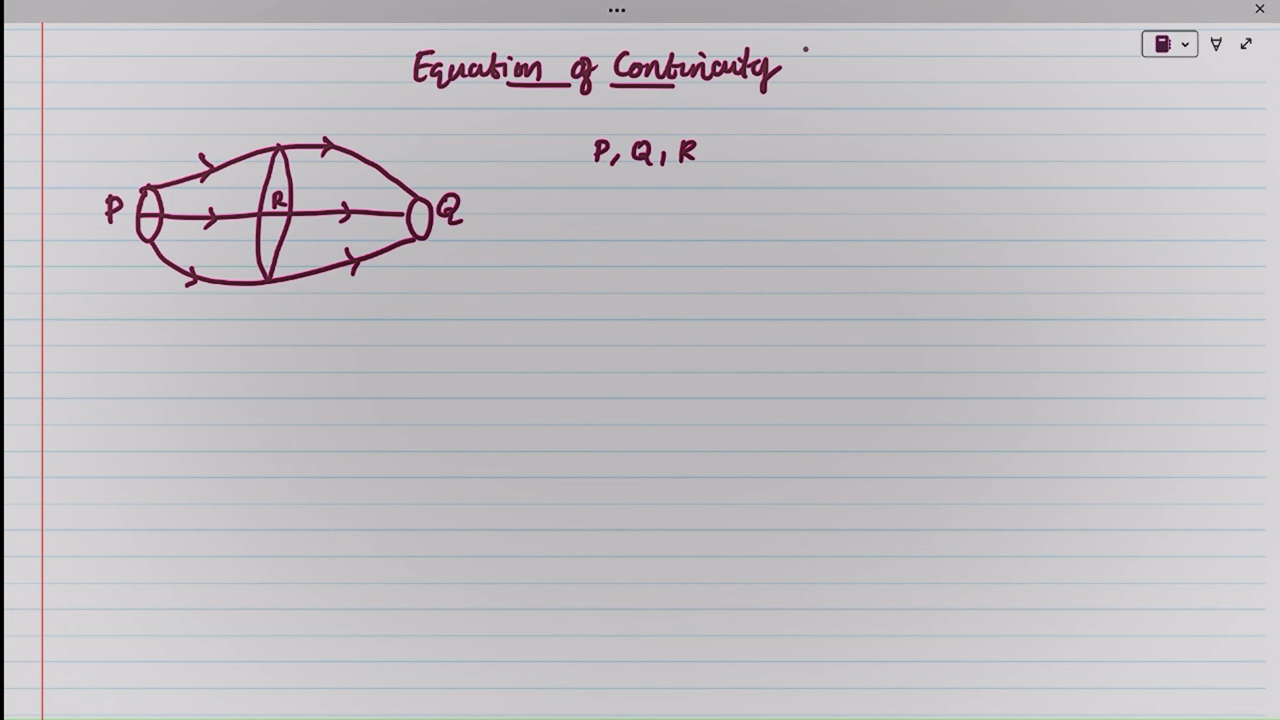 Equation of Continuity
P, Q, R
P
R
Q